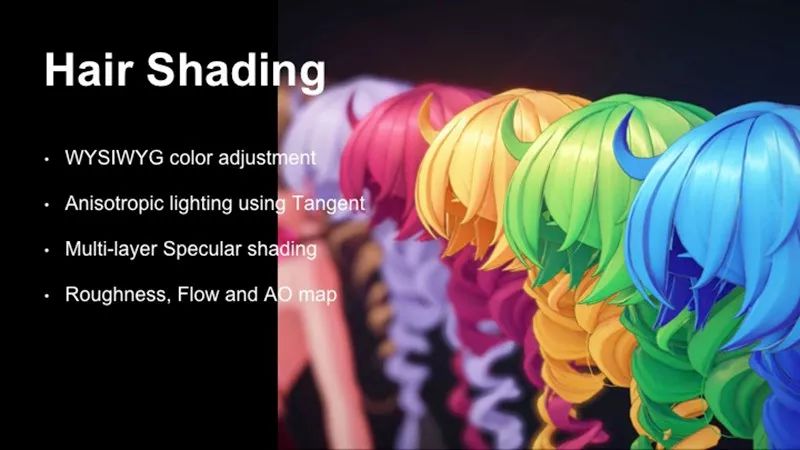 Hair Shading
• WYSIWYG color adjustment
• Anisotropic lighting using Tangent
• Multi-layer Specular shading
• Roughness, Flow and AO map